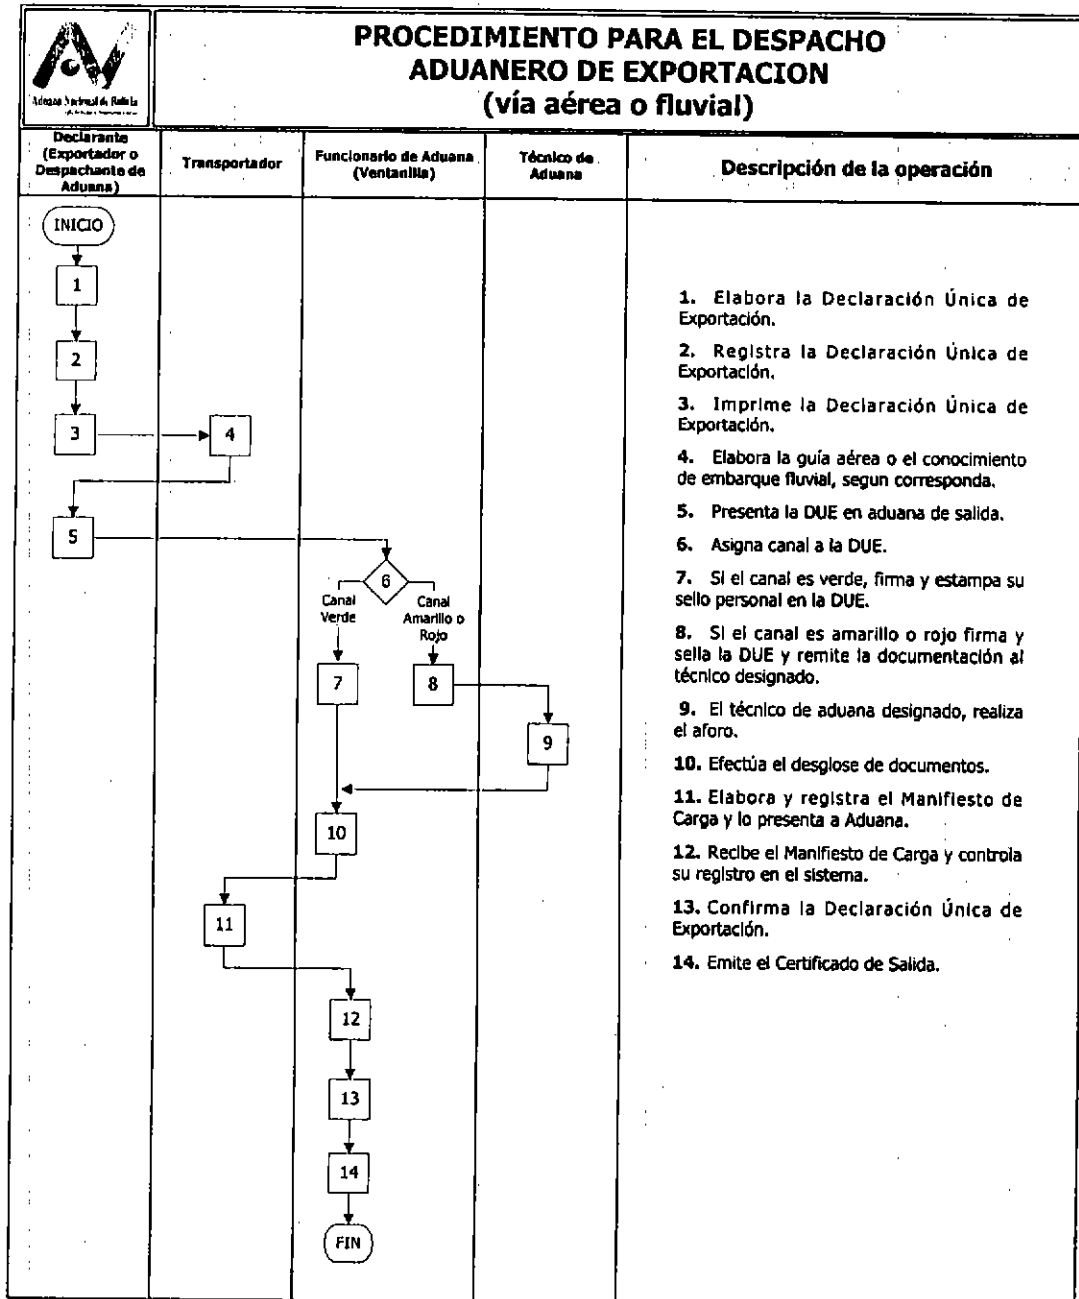 PROCEDIMIENTO PARA EL DESPACHO
ADUANERO DE EXPORTACION
(vía aérea o fluvial)
Aduana Nacional de Bolivia
Declarante
(Exportador o
Despachante de
Aduana)
Transportador
Funcionario de Aduana
(Ventanilla)
Técnico de
Aduana
Descripción de la operación
INICIO
1
2
3
4
5
6
Canal
Verde
Canal
Amarillo o
Rojo
7
8
9
10
11
12
13
14
FIN
1. Elabora la Declaración Única de
Exportación.
2. Registra la Declaración Única de
Exportación.
3. Imprime la Declaración Única de
Exportación.
4. Elabora la guía aérea o el conocimiento
de embarque fluvial, segun corresponda.
5. Presenta la DUE en aduana de salida.
6. Asigna canal a la DUE.
7. Si el canal es verde, firma y estampa su
sello personal en la DUE.
8. Si el canal es amarillo o rojo firma y
sella la DUE y remite la documentación al
técnico designado.
9. El técnico de aduana designado, realiza
el aforo.
10. Efectúa el desglose de documentos.
11. Elabora y registra el Manifiesto de
Carga y lo presenta a Aduana.
12. Recibe el Manifiesto de Carga y controla
su registro en el sistema.
13. Confirma la Declaración Única de
Exportación.
14. Emite el Certificado de Salida.